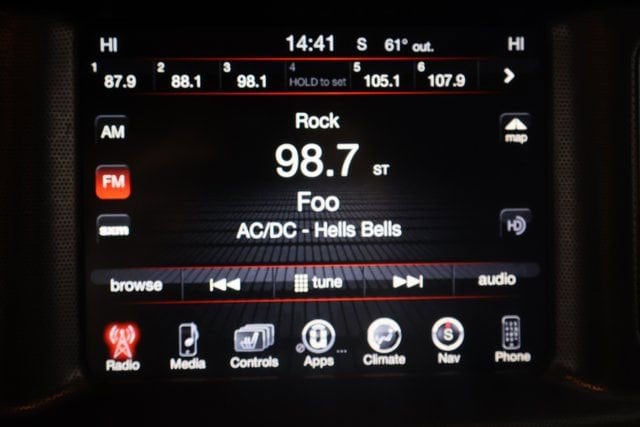 HI 14:41 S 61° out. HI
1 87.9 2 88.1 3 98.1 4 HOLD to set 5 105.1 6 107.9
Rock
AM
map
98.7 ST
FM
Foo
sxm
HD
AC/DC - Hells Bells
browse tune audio
Radio Media Controls Apps ... Climate Nav Phone